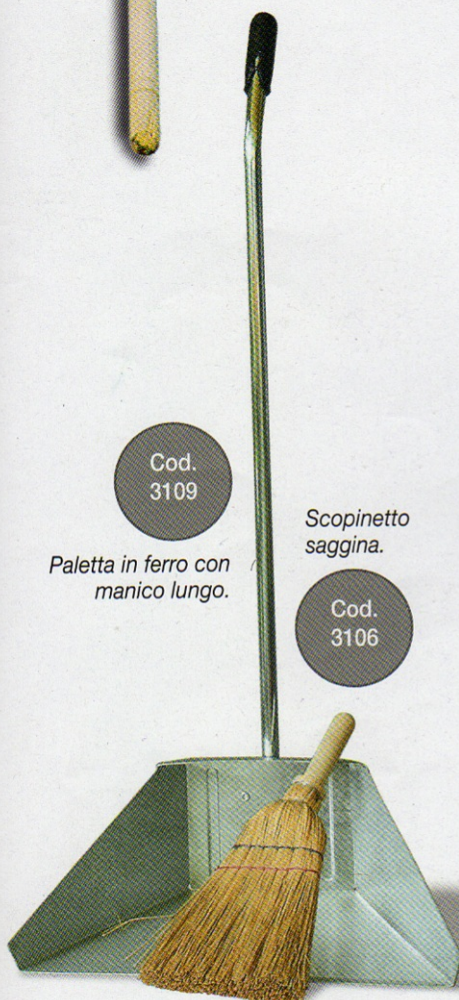 Cod.
3109
Paletta in ferro con
manico lungo.
Scopinetto
saggina.
Cod.
3106